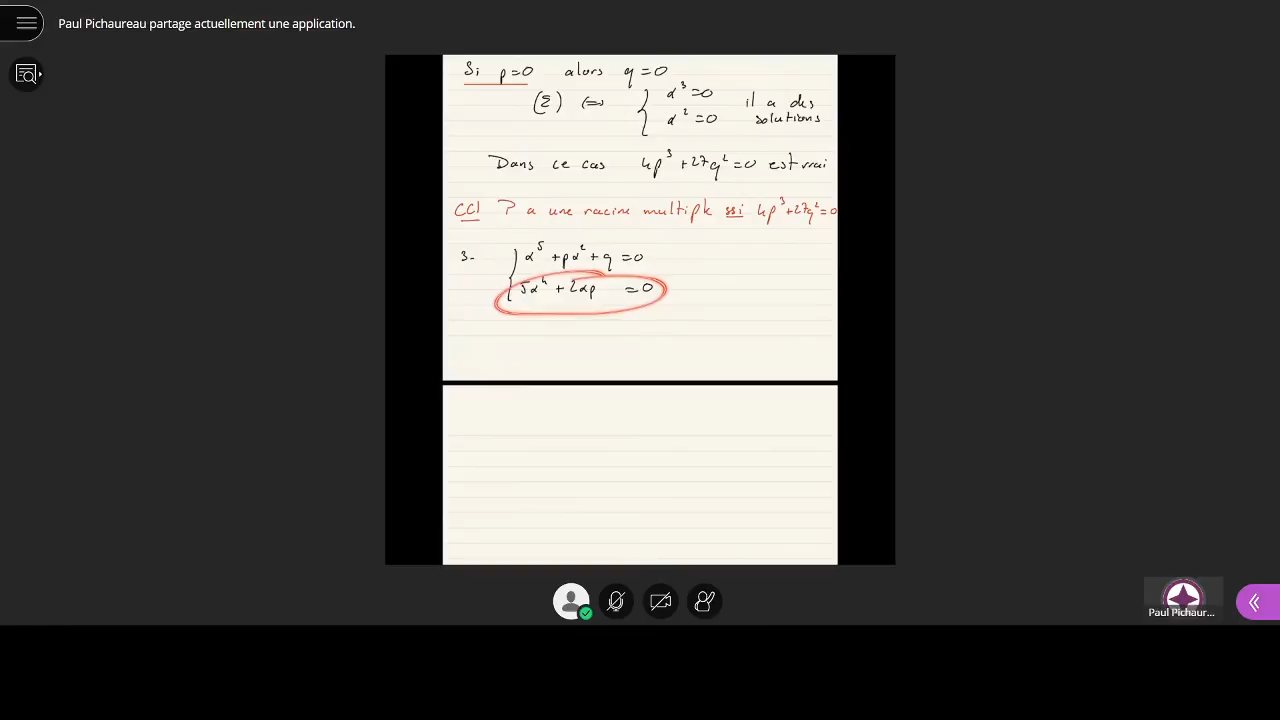 Paul Pichaureau partage actuellement une application.
Si p=0 alors q=0
(Σ) ⟺ { α³=0 il a des
α²=0 solutions
Dans ce cas 4p³+27q²=0 est vrai
CCl P a une racine multiple ssi 4p³+27q²=0
3- { α⁵+pα²+q=0
5α⁴+2αp =0
Paul Pichaur...